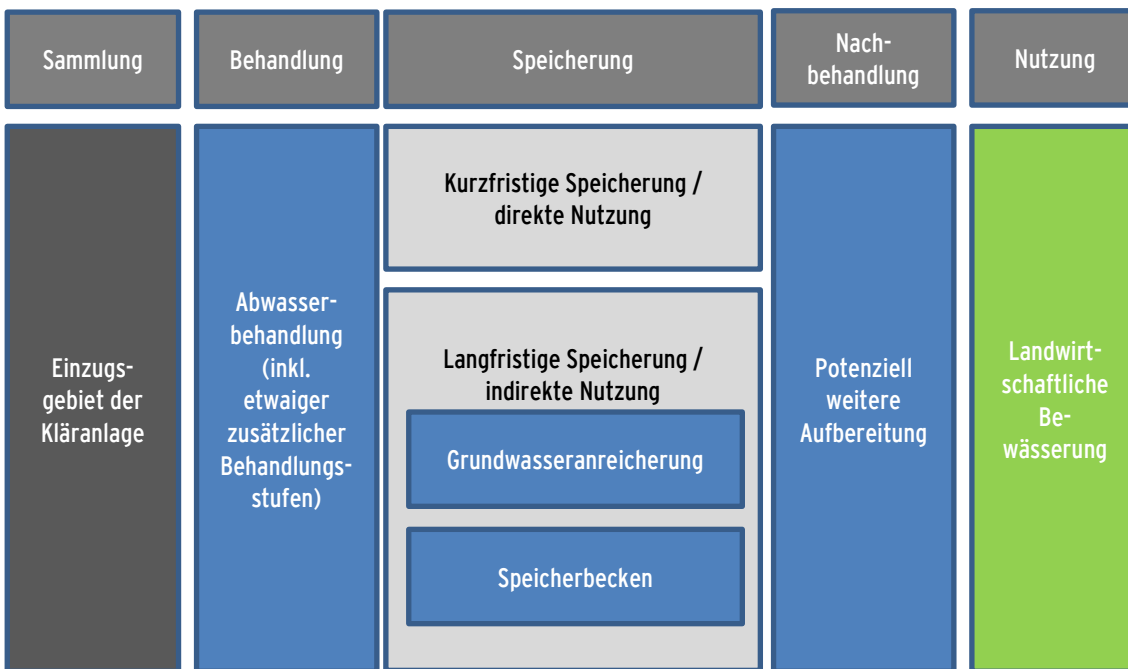 Sammlung
Behandlung
Speicherung
Nach-
behandlung
Nutzung
Einzugs-
gebiet der
Kläranlage
Abwasser-
behandlung
(inkl.
etwaiger
zusätzlicher
Behandlungs-
stufen)
Kurzfristige Speicherung /
direkte Nutzung
Langfristige Speicherung /
indirekte Nutzung
Grundwasseranreicherung
Speicherbecken
Potenziell
weitere
Aufbereitung
Landwirt-
schaftliche
Be-
wässerung